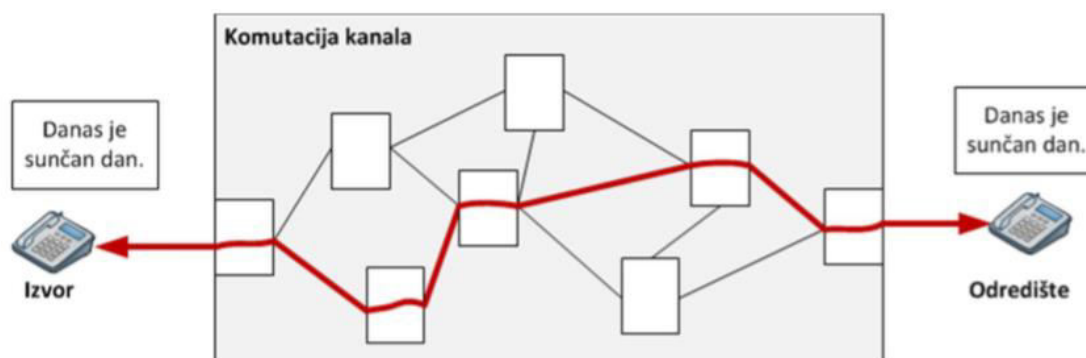 Komutacija kanala
Danas je
sunčan dan.
Izvor
Danas je
sunčan dan.
Odredište